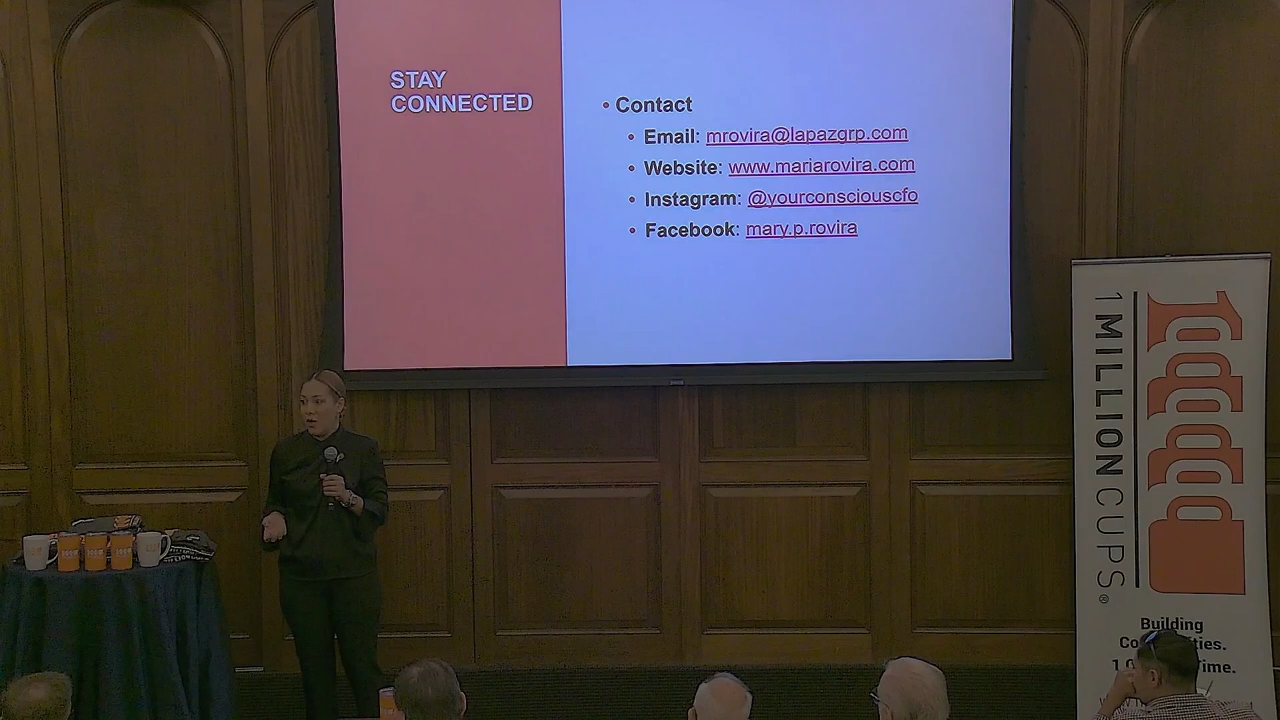 STAY
CONNECTED
• Contact
• Email: mrovira@lapazgrp.com
• Website: www.mariarovira.com
• Instagram: @yourconsciouscfo
• Facebook: mary.p.rovira
1 MILLION CUPS®
Building
Time.